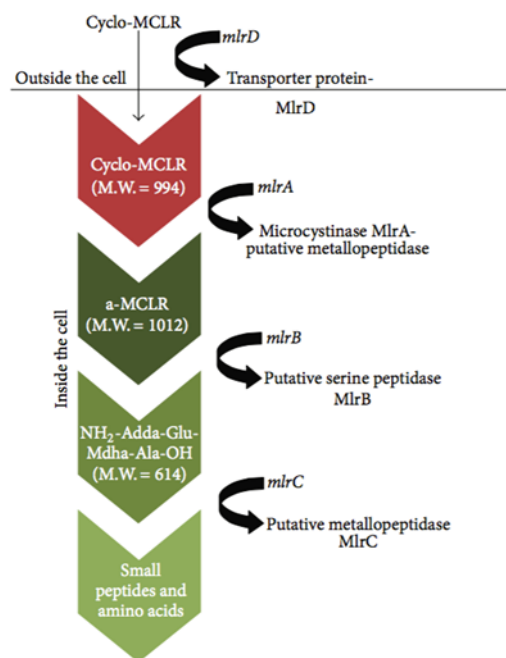 Cyclo-MCLR
mlrD
Outside the cell
Transporter protein-
MlrD
Cyclo-MCLR
(M.W. = 994)
mlrA
Microcystinase MlrA-
putative metallopeptidase
a-MCLR
(M.W. = 1012)
Inside the cell
mlrB
Putative serine peptidase
MlrB
NH₂-Adda-Glu-
Mdha-Ala-OH
(M.W. = 614)
mlrC
Putative metallopeptidase
MlrC
Small
peptides and
amino acids